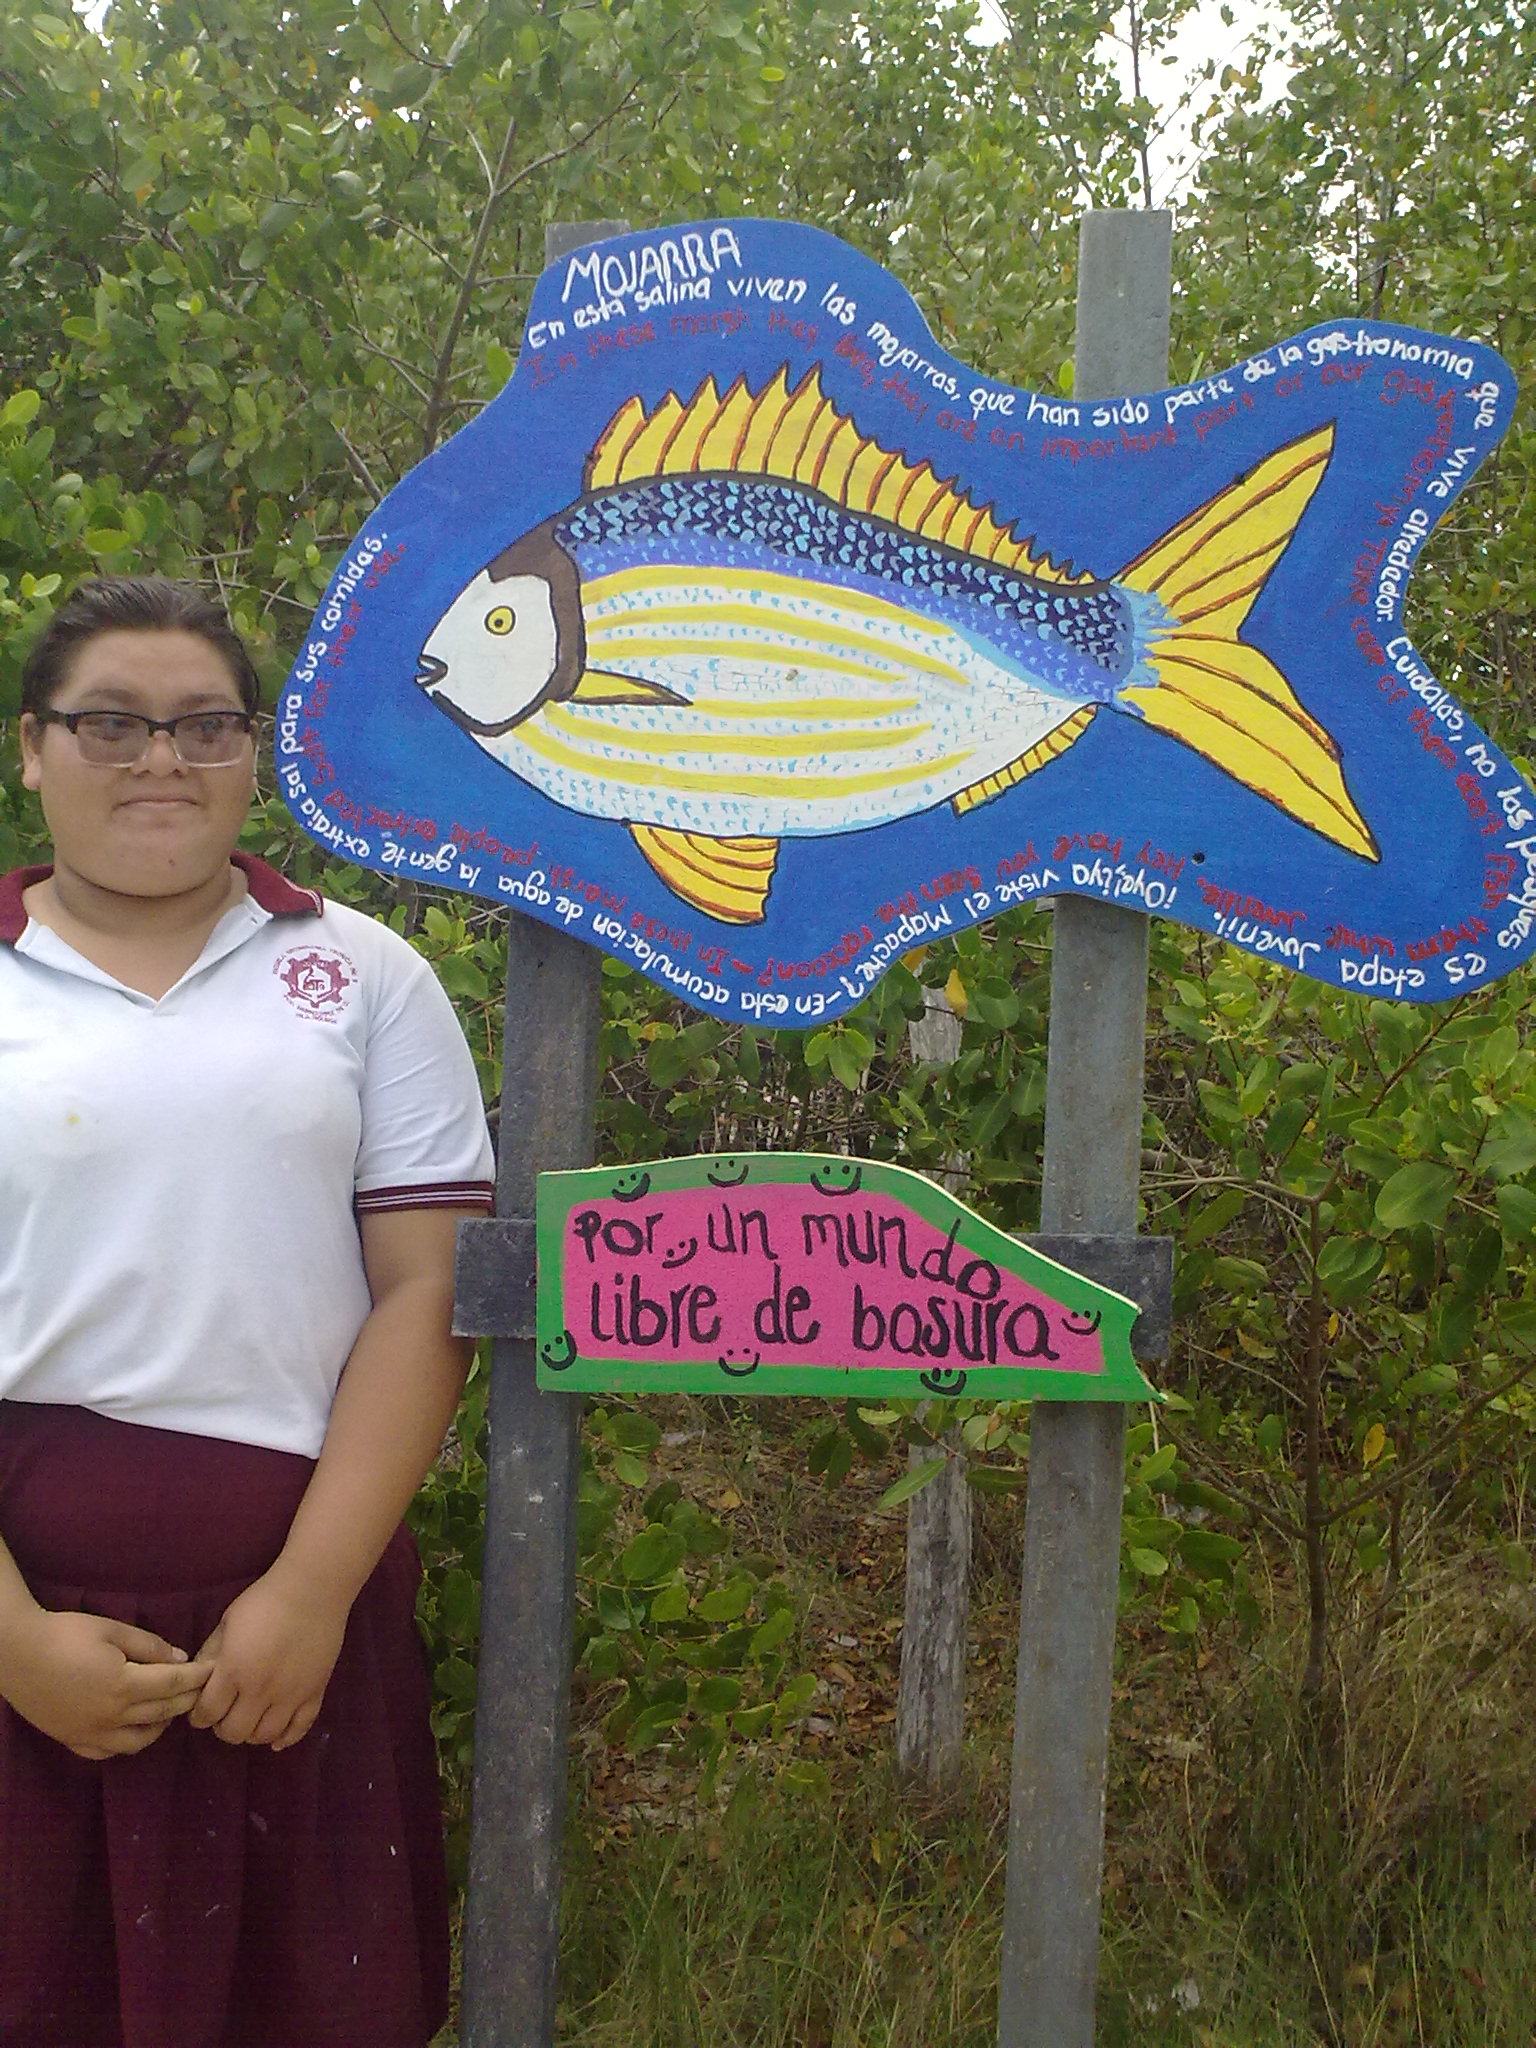 MOJARRA
En esta salina viven las mojarras, que han sido parte de la gastronomia que vive alrededor. Cuidalas, no las pesques es etapa Juvenil. ¡Oye! ¿ya viste el Mapache? - En esta acumulacion de agua la gente extraia sal para sus comidas.
In these marsh they live, they are an important part or our gastronomy. Take care of them don't fish them juvenile. Hey have you seen the raccoon? - In these marsh people extracted salt for their use.
Por un mundo
libre de basura